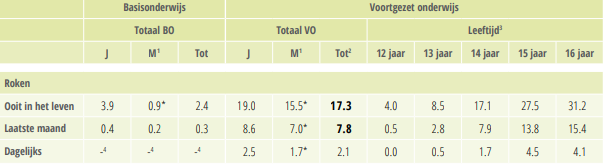 Basisonderwijs Voortgezet onderwijs
Totaal BO Totaal VO Leeftijd³
J M¹ Tot J M¹ Tot² 12 jaar 13 jaar 14 jaar 15 jaar 16 jaar
Roken
Ooit in het leven 3.9 0.9* 2.4 19.0 15.5* 17.3 4.0 8.5 17.1 27.5 31.2
Laatste maand 0.4 0.2 0.3 8.6 7.0* 7.8 0.5 2.8 7.9 13.8 15.4
Dagelijks -⁴ -⁴ -⁴ 2.5 1.7* 2.1 0.0 0.5 1.7 4.5 4.1